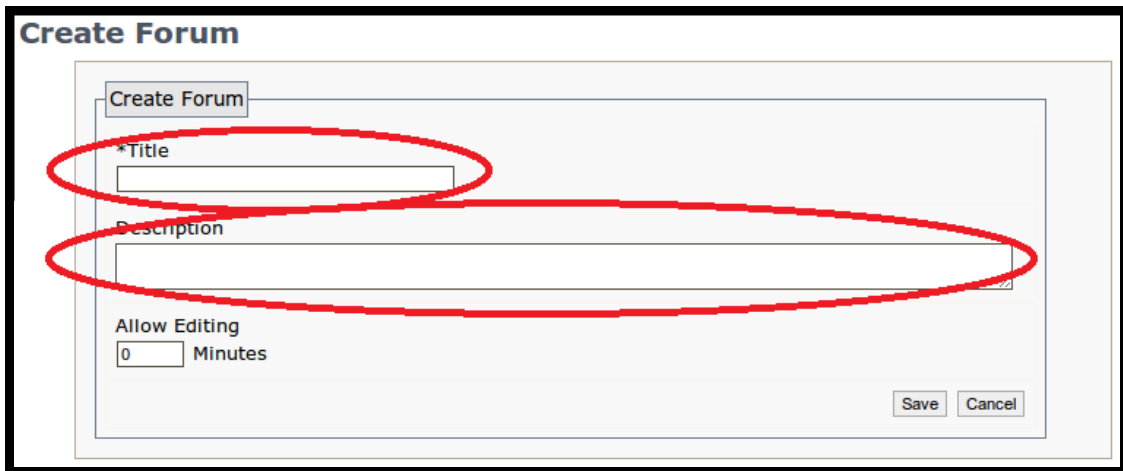 Create Forum
Create Forum
*Title
Description
Allow Editing
0 Minutes
Save Cancel